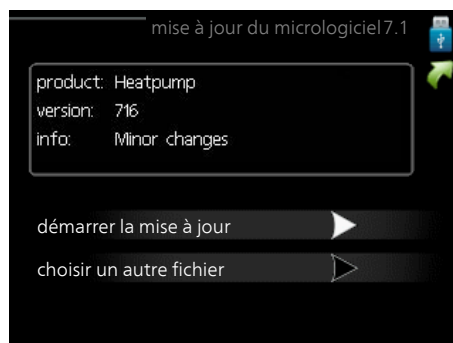 mise à jour du micrologiciel 7.1
product: Heatpump
version: 716
info: Minor changes
démarrer la mise à jour
choisir un autre fichier